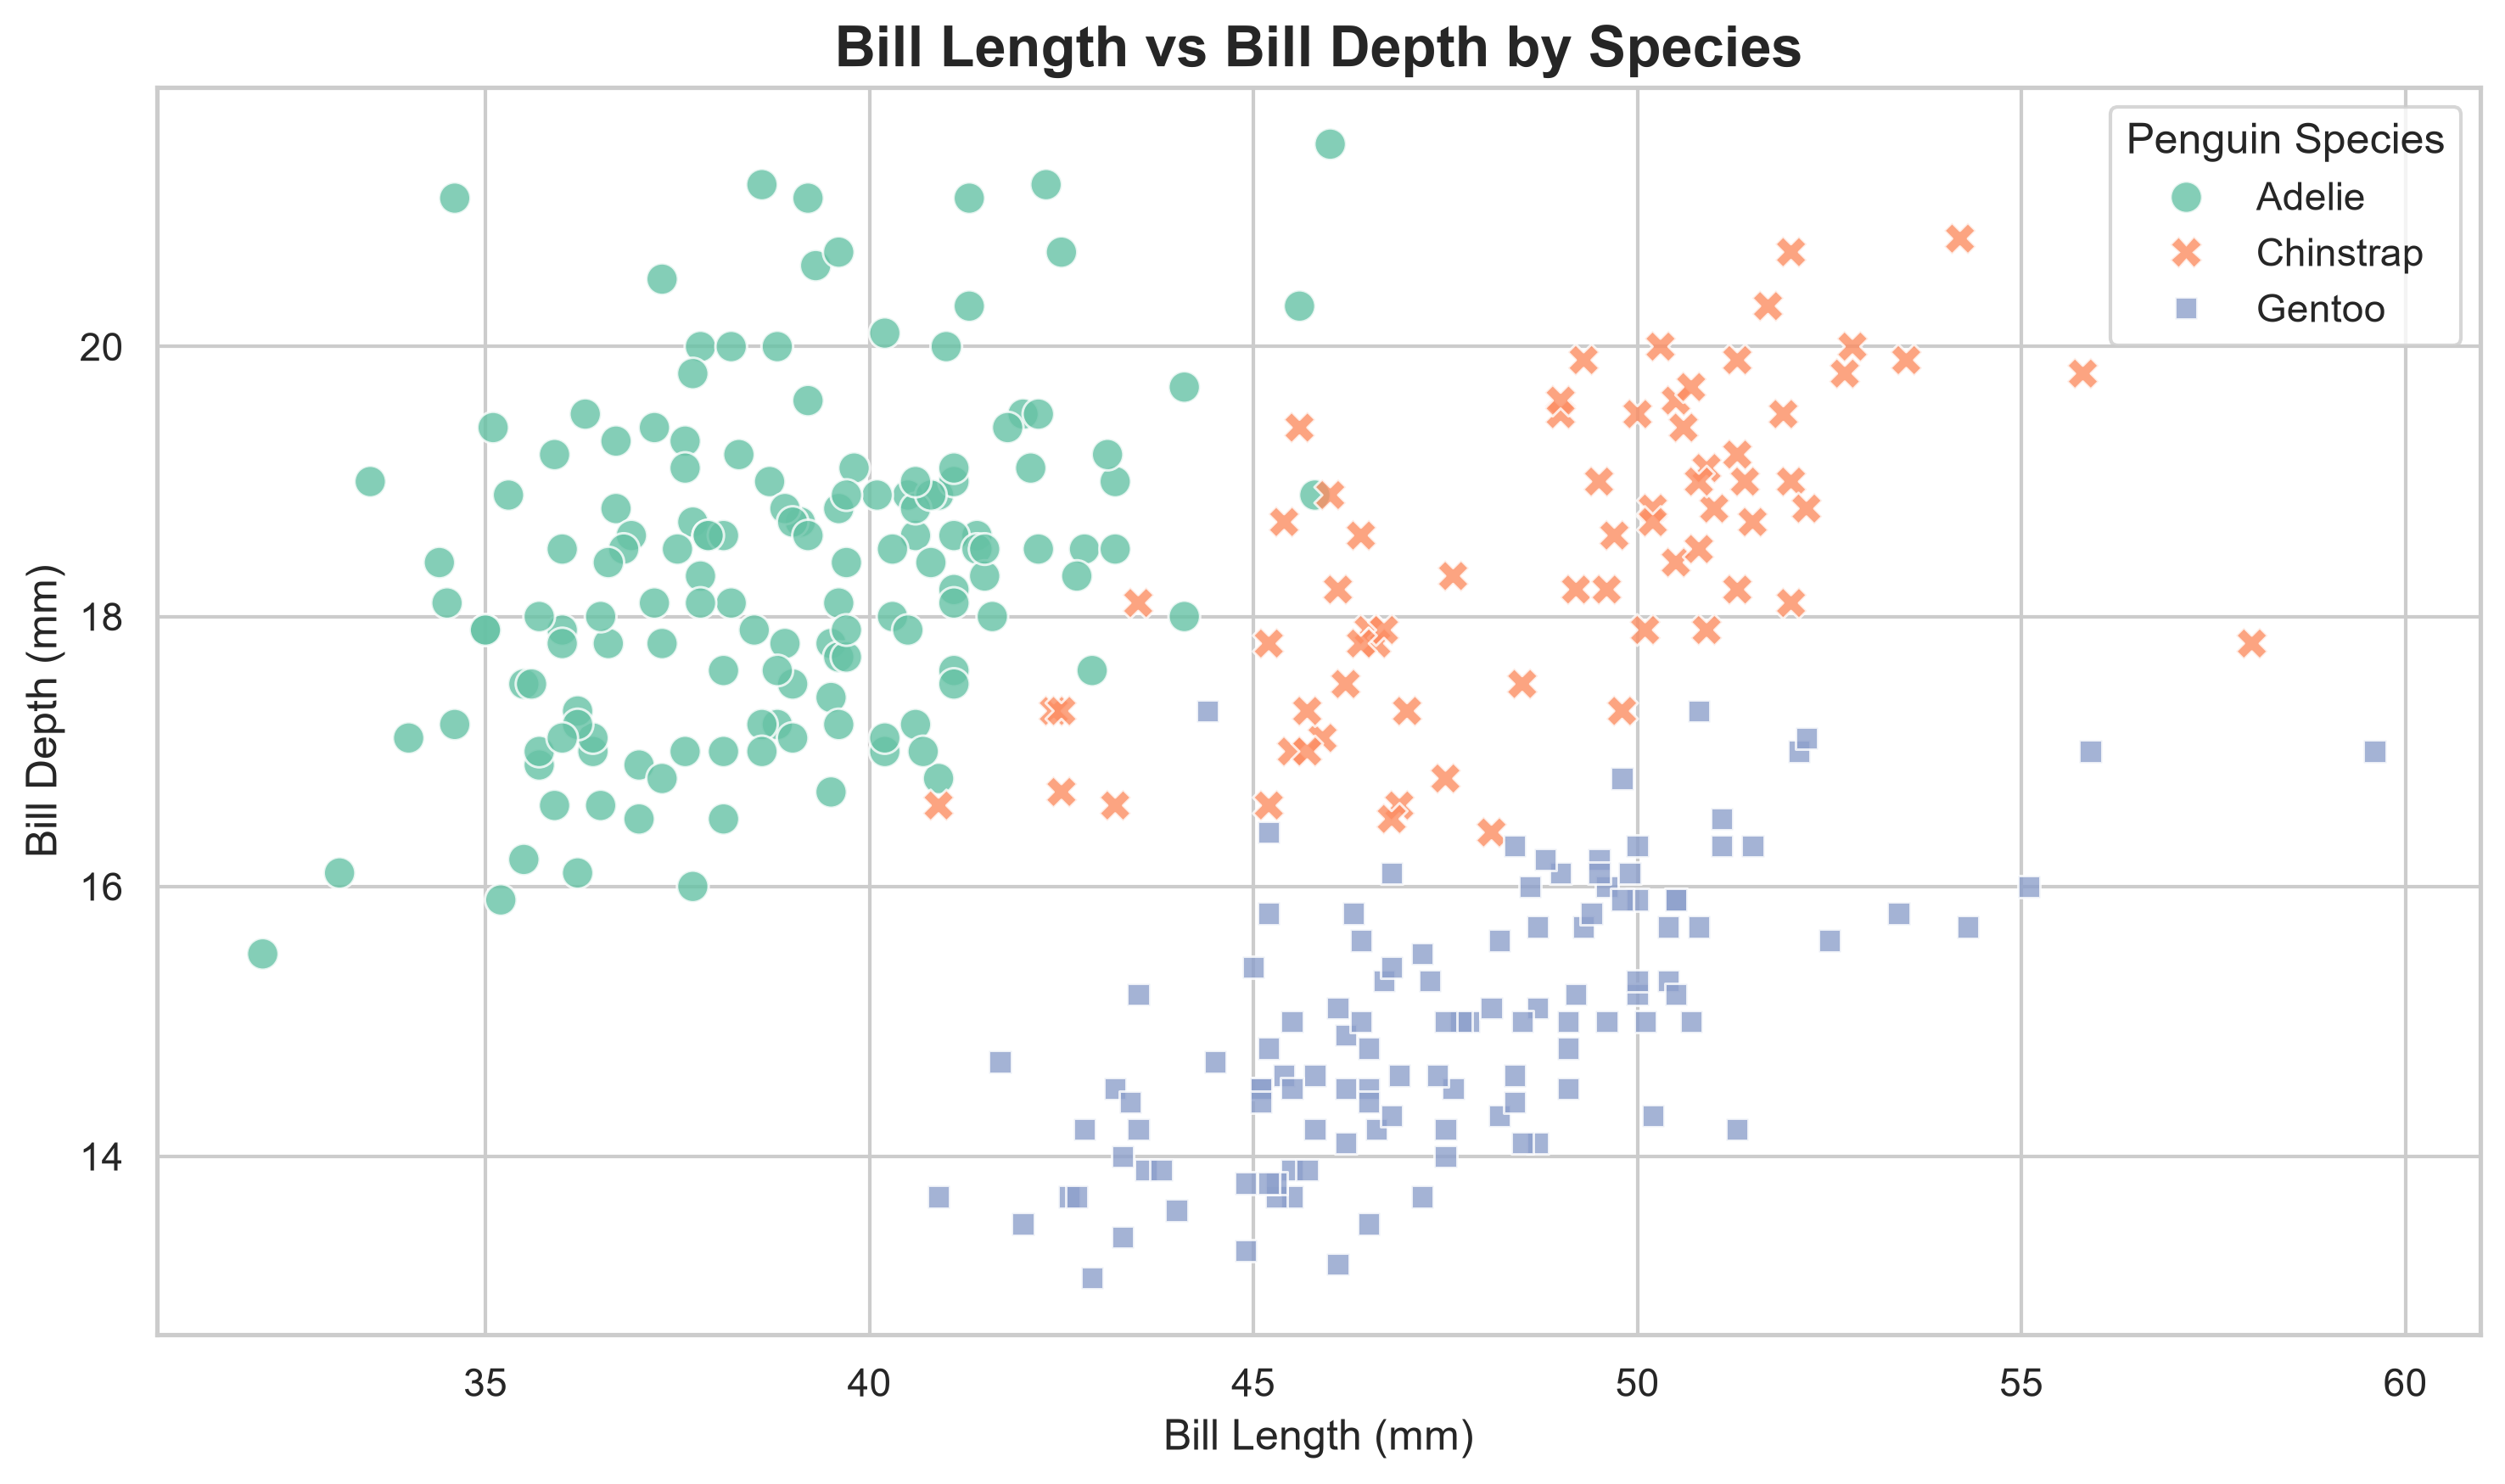 Bill Length vs Bill Depth by Species
Penguin Species
Adelie
Chinstrap
Gentoo
Bill Depth (mm)
20
18
16
14
35 40 45 50 55 60
Bill Length (mm)